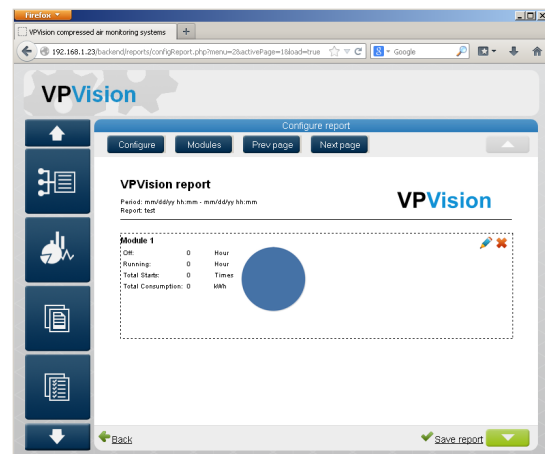 Firefox
VPVision compressed air monitoring systems
192.168.1.23/backend/reports/configReport.php?menu=2&activePage=1&load=true
Google
VPVision
Configure report
Configure
Modules
Prev page
Next page
VPVision report
Period: mm/dd/yy hh:mm - mm/dd/yy hh:mm
Report: test
VPVision
Module 1
Off: 0 Hour
Running: 0 Hour
Total Starts: 0 Times
Total Consumption: 0 kWh
Back
Save report